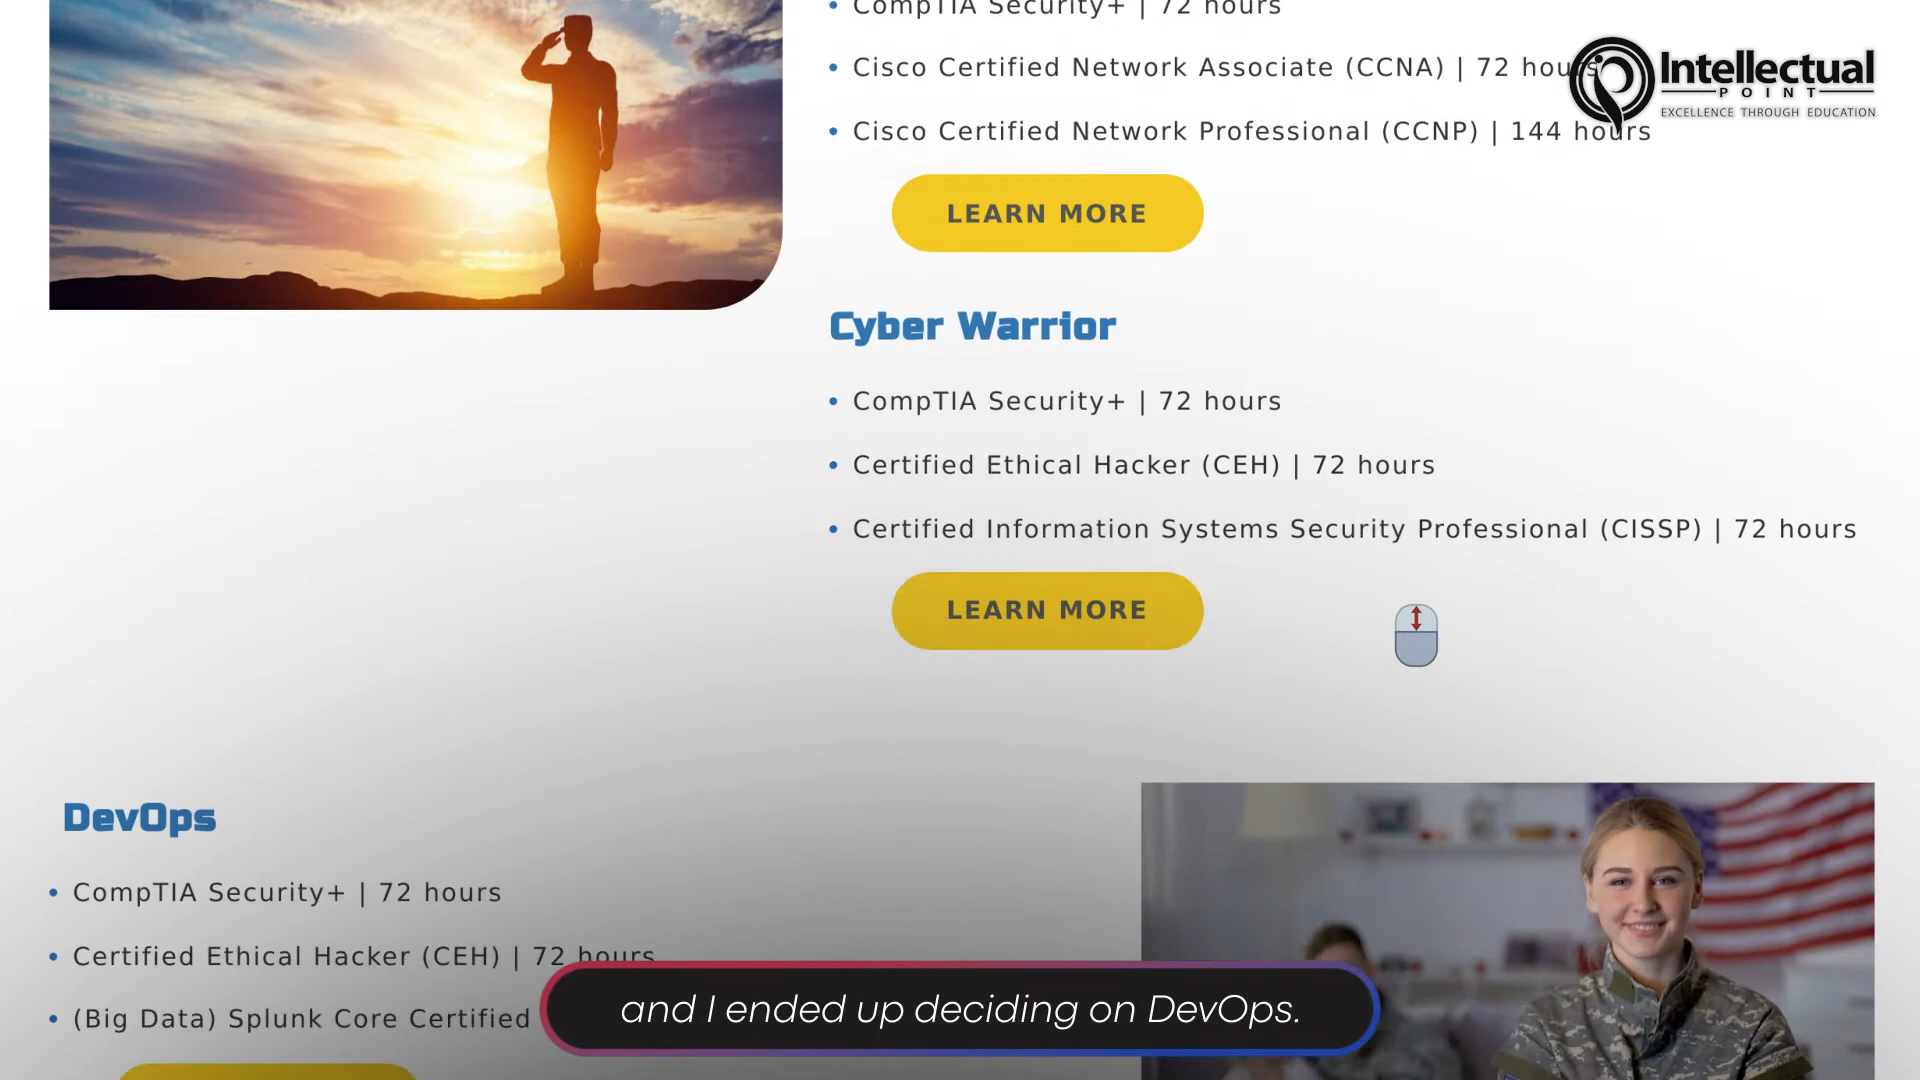 CompTIA Security+ | 72 hours
Cisco Certified Network Associate (CCNA) | 72 hours
Cisco Certified Network Professional (CCNP) | 144 hours
Intellectual
POINT
EXCELLENCE THROUGH EDUCATION
LEARN MORE
Cyber Warrior
CompTIA Security+ | 72 hours
Certified Ethical Hacker (CEH) | 72 hours
Certified Information Systems Security Professional (CISSP) | 72 hours
LEARN MORE
DevOps
CompTIA Security+ | 72 hours
Certified Ethical Hacker (CEH) | 72 hours
(Big Data) Splunk Core Certified
and I ended up deciding on DevOps.